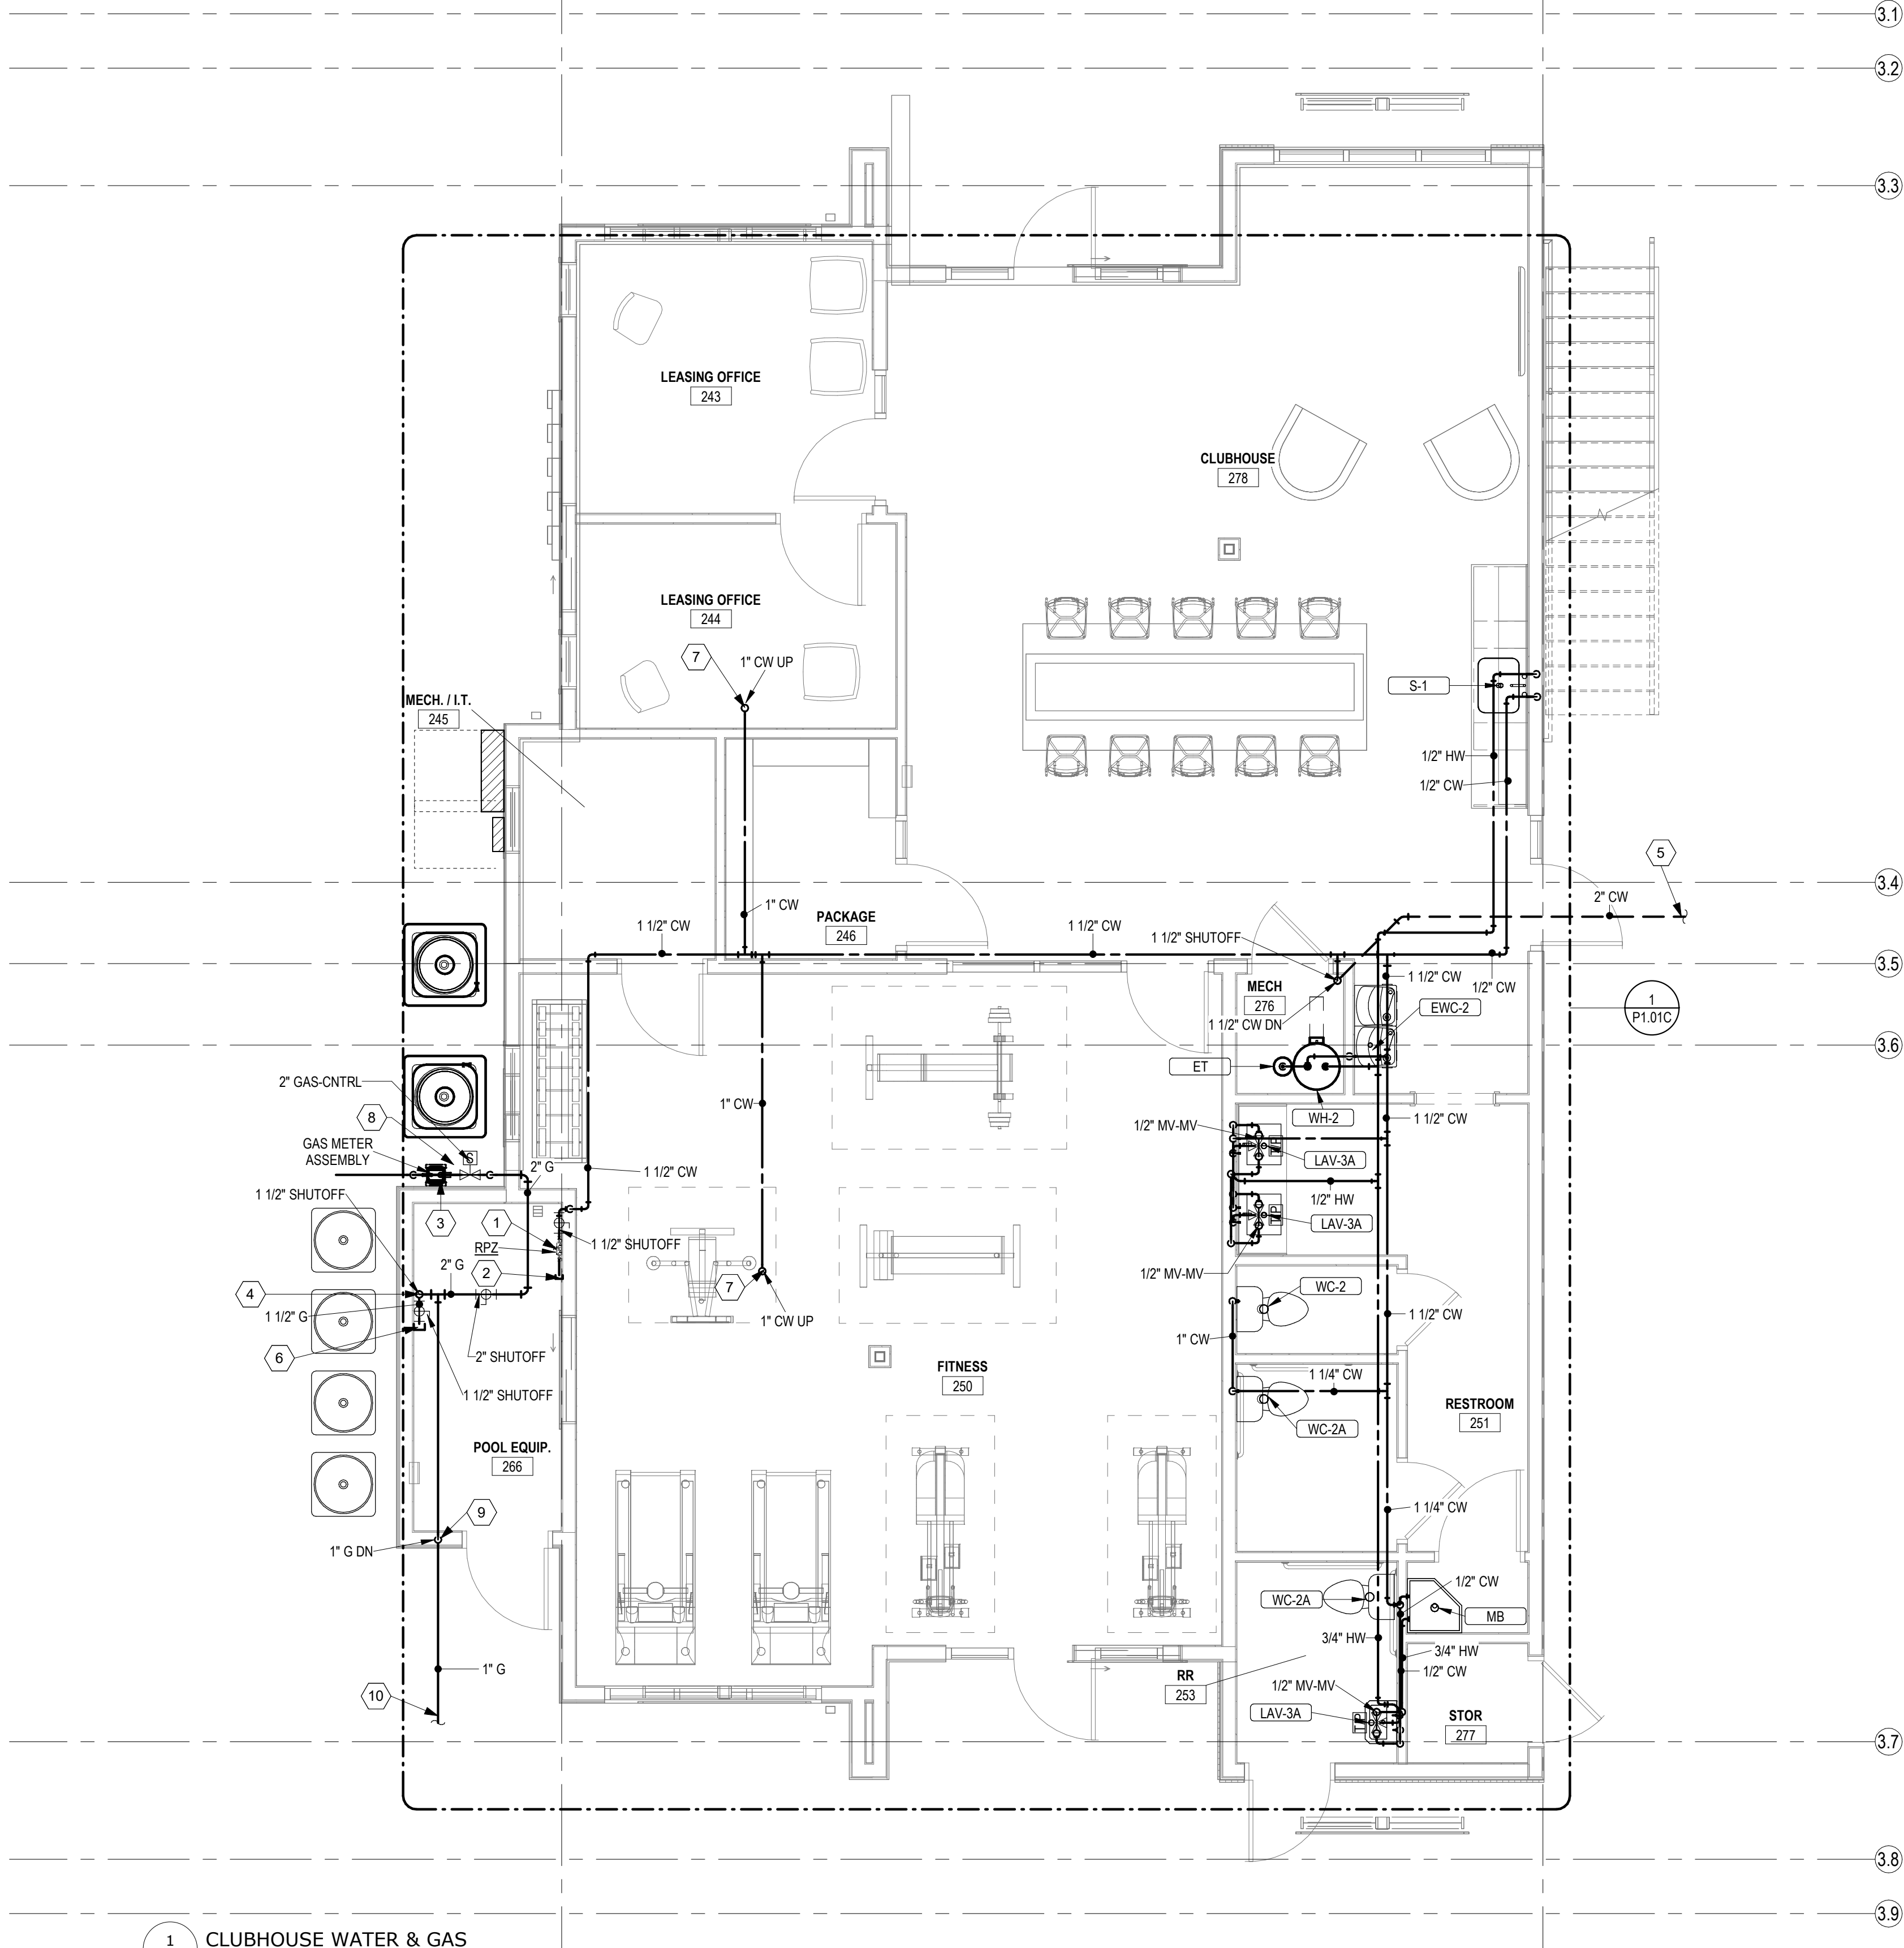 3.1
3.2
3.3
LEASING OFFICE
243
CLUBHOUSE
278
LEASING OFFICE
244
7
1" CW UP
S-1
MECH. / I.T.
245
1/2" HW
1/2" CW
5
3.4
2" CW
1" CW
PACKAGE
246
1 1/2" CW
1 1/2" CW
1 1/2" SHUTOFF
3.5
1 1/2" CW
1/2" CW
MECH
276
EWC-2
1
P1.01C
1 1/2" CW DN
3.6
ET
2" GAS-CNTRL
1" CW
WH-2
1 1/2" CW
8
1/2" MV-MV
GAS METER
ASSEMBLY
S
TP
LAV-3A
2" G
1 1/2" CW
1 1/2" SHUTOFF
1/2" HW
3
1
TP
LAV-3A
RPZ
1 1/2" SHUTOFF
2" G
2
1/2" MV-MV
7
WC-2
4
1 1/2" G
1" CW UP
1 1/2" CW
1" CW
6
2" SHUTOFF
FITNESS
250
1 1/4" CW
1 1/2" SHUTOFF
RESTROOM
251
WC-2A
POOL EQUIP.
266
9
1 1/4" CW
1" G DN
1/2" CW
WC-2A
MB
3/4" HW
3/4" HW
1" G
RR
253
1/2" CW
10
1/2" MV-MV
LAV-3A
TP
STOR
277
3.7
3.8
3.9
1
CLUBHOUSE WATER & GAS